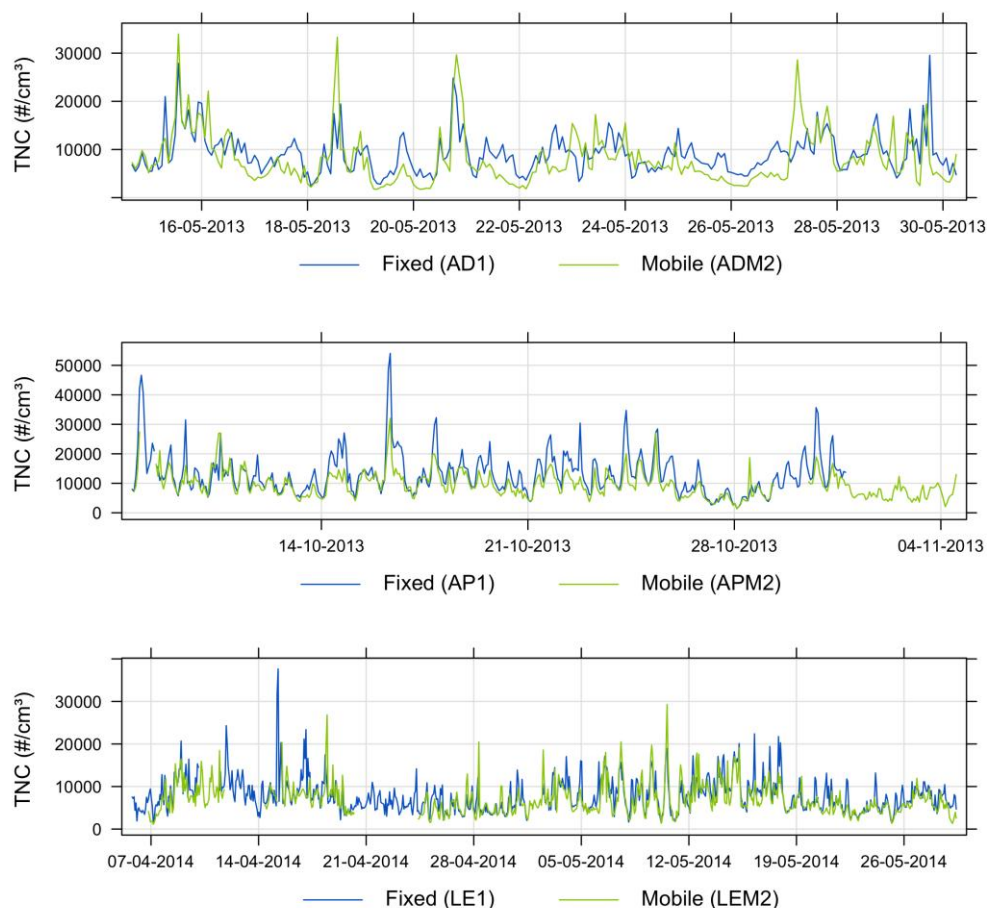 TNC (#/cm³)
30000
20000
10000
16-05-2013 18-05-2013 20-05-2013 22-05-2013 24-05-2013 26-05-2013 28-05-2013 30-05-2013
Fixed (AD1) Mobile (ADM2)
TNC (#/cm³)
50000
40000
30000
20000
10000
0
14-10-2013 21-10-2013 28-10-2013 04-11-2013
Fixed (AP1) Mobile (APM2)
TNC (#/cm³)
30000
20000
10000
0
07-04-2014 14-04-2014 21-04-2014 28-04-2014 05-05-2014 12-05-2014 19-05-2014 26-05-2014
Fixed (LE1) Mobile (LEM2)